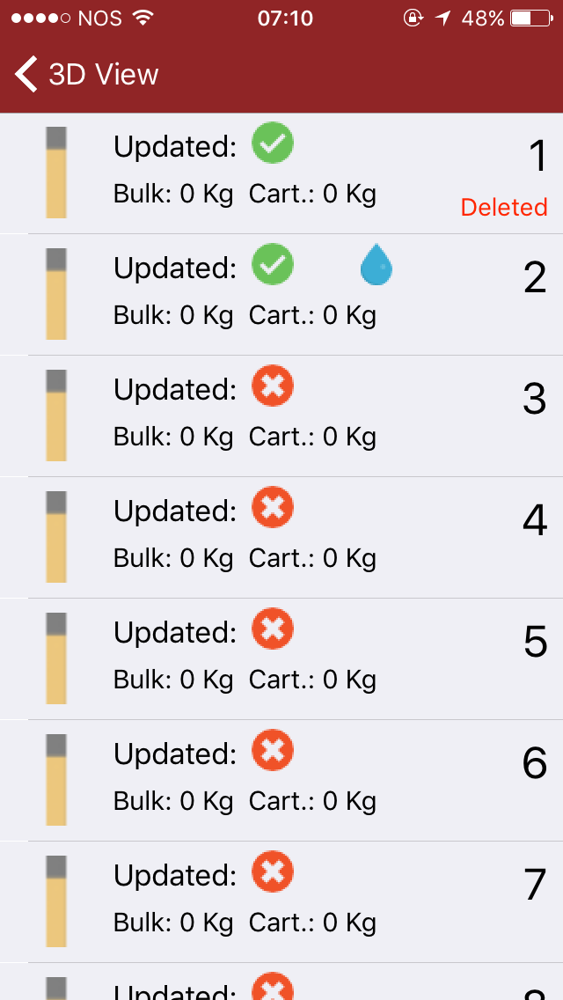 NOS 07:10 48%
3D View
Updated: 1
Bulk: 0 Kg Cart.: 0 Kg Deleted
Updated: 2
Bulk: 0 Kg Cart.: 0 Kg
Updated: 3
Bulk: 0 Kg Cart.: 0 Kg
Updated: 4
Bulk: 0 Kg Cart.: 0 Kg
Updated: 5
Bulk: 0 Kg Cart.: 0 Kg
Updated: 6
Bulk: 0 Kg Cart.: 0 Kg
Updated: 7
Bulk: 0 Kg Cart.: 0 Kg
Updated: